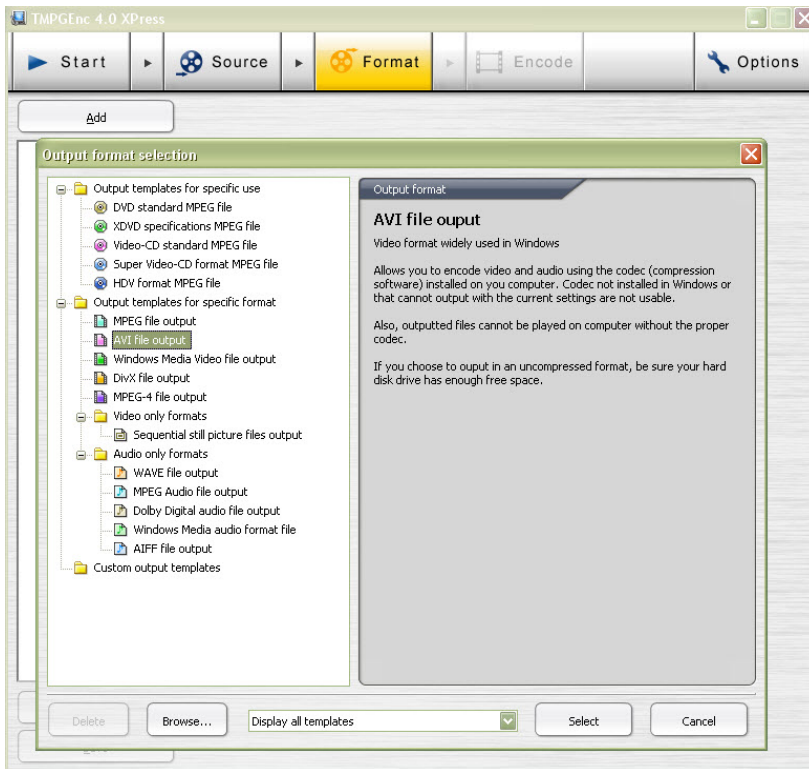 TMPGEnc 4.0 XPress
Start
Source
Format
Encode
Options
Add
Output format selection
Output templates for specific use
DVD standard MPEG file
XDVD specifications MPEG file
Video-CD standard MPEG file
Super Video-CD format MPEG file
HDV format MPEG file
Output templates for specific format
MPEG file output
AVI file output
Windows Media Video file output
DivX file output
MPEG-4 file output
Video only formats
Sequential still picture files output
Audio only formats
WAVE file output
MPEG Audio file output
Dolby Digital audio file output
Windows Media audio format file
AIFF file output
Custom output templates
Output format
AVI file ouput
Video format widely used in Windows
Allows you to encode video and audio using the codec (compression
software) installed on you computer. Codec not installed in Windows or
that cannot output with the current settings are not usable.
Also, outputted files cannot be played on computer without the proper
codec.
If you choose to ouput in an uncompressed format, be sure your hard
disk drive has enough free space.
Delete
Browse...
Display all templates
Select
Cancel